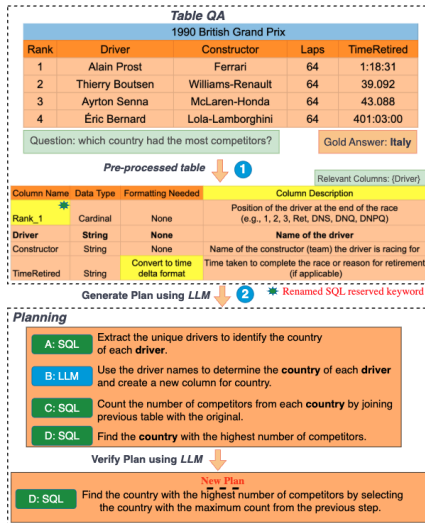 Table QA
1990 British Grand Prix
Rank Driver Constructor Laps TimeRetired
1 Alain Prost Ferrari 64 1:18:31
2 Thierry Boutsen Williams-Renault 64 39.092
3 Ayrton Senna McLaren-Honda 64 43.088
4 Éric Bernard Lola-Lamborghini 64 401:03:00
Question: which country had the most competitors? Gold Answer: Italy
Pre-processed table 1
Relevant Columns: {Driver}
Column Name Data Type Formatting Needed Column Description
Rank_1 Cardinal None Position of the driver at the end of the race
(e.g., 1, 2, 3, Ret, DNS, DNQ, DNPQ)
Driver String None Name of the driver
Constructor String None Name of the constructor (team) the driver is racing for
TimeRetired String Convert to time
delta format
Time taken to complete the race or reason for retirement
(if applicable)
Generate Plan using LLM 2 Renamed SQL reserved keyword
Planning
A: SQL Extract the unique drivers to identify the country
of each driver.
B: LLM Use the driver names to determine the country of each driver
and create a new column for country.
C: SQL Count the number of competitors from each country by joining
previous table with the original.
D: SQL Find the country with the highest number of competitors.
Verify Plan using LLM
New Plan
D: SQL Find the country with the highest number of competitors by selecting
the country with the maximum count from the previous step.